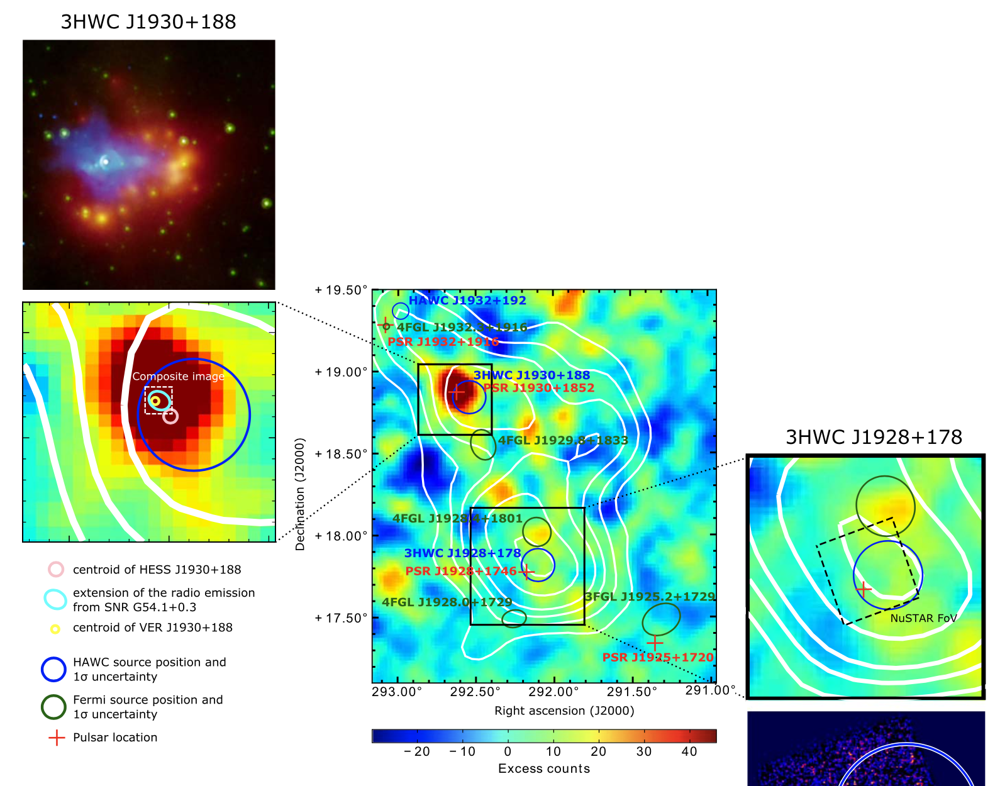 3HWC J1930+188
Composite image
centroid of HESS J1930+188
extension of the radio emission
from SNR G54.1+0.3
centroid of VER J1930+188
HAWC source position and
1σ uncertainty
Fermi source position and
1σ uncertainty
Pulsar location
Declination (J2000)
+ 19.50°
+ 19.00°
+ 18.50°
+ 18.00°
+ 17.50°
HAWC J1932+192
4FGL J1932.3+1916
PSR J1932+1916
3HWC J1930+188
PSR J1930+1852
4FGL J1929.8+1833
4FGL J1928.4+1801
3HWC J1928+178
PSR J1928+1746
4FGL J1928.0+1729
3FGL J1925.2+1729
PSR J1925+1720
293.00° 292.50° 292.00° 291.50° 291.00°
Right ascension (J2000)
−20 −10 0 10 20 30 40
Excess counts
3HWC J1928+178
NuSTAR FoV